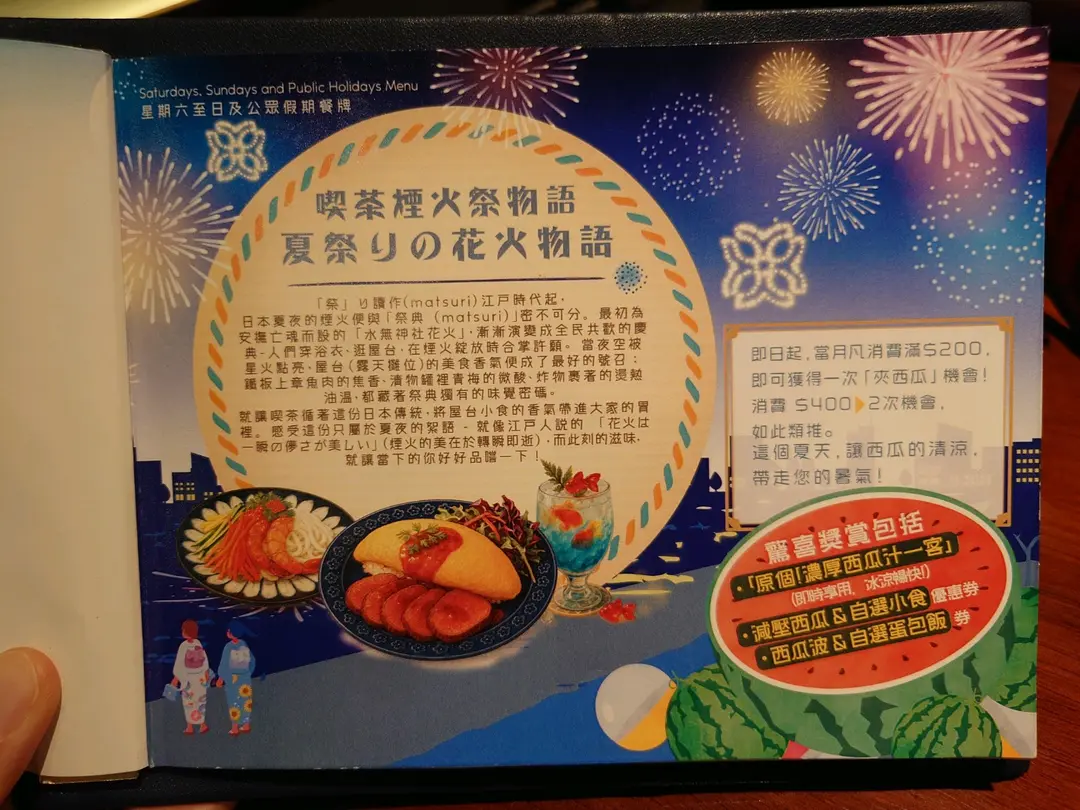 Saturdays, Sundays and Public Holidays Menu
星期六至日及公眾假期餐牌
喫茶煙火祭物語
夏祭りの花火物語
「祭」り讀作(matsuri)江戸時代起，
日本夏夜的煙火便與「祭典 (matsuri)」密不可分。最初為
安撫亡魂而設的「水無神社花火」，漸漸演變成全民共歡的慶
典-人們穿浴衣、逛屋台，在煙火綻放時合掌許願。當夜空被
星火點亮，屋台(露天攤位)的美食香氣便成了最好的號召：
鐵板上章魚肉的焦香、漬物罐裡青梅的微酸、炸物裹著的燙勉
油溫，都藏著祭典獨有的味覺密碼。
就讓喫茶循著這份日本傳統，將屋台小食的香氣帶進大家的胃
裡。感受這份只屬於夏夜的絮語 - 就像江戸人說的 「花火は
一瞬の儚さが美しい」(煙火的美在於轉瞬即逝)，而此刻的滋味，
就讓當下的你好好品嚐一下！
即日起，當月凡消費滿$200，
即可獲得一次「夾西瓜」機會！
消費 $400▶2次機會，
如此類推。
這個夏天，讓西瓜的清涼，
帶走您的暑氣！
驚喜獎賞包括
·「原個！濃厚西瓜汁一客」
(即時享用，冰涼暢快!)
·減壓西瓜＆自選小食優惠券
·西瓜波＆自選蛋包飯 券